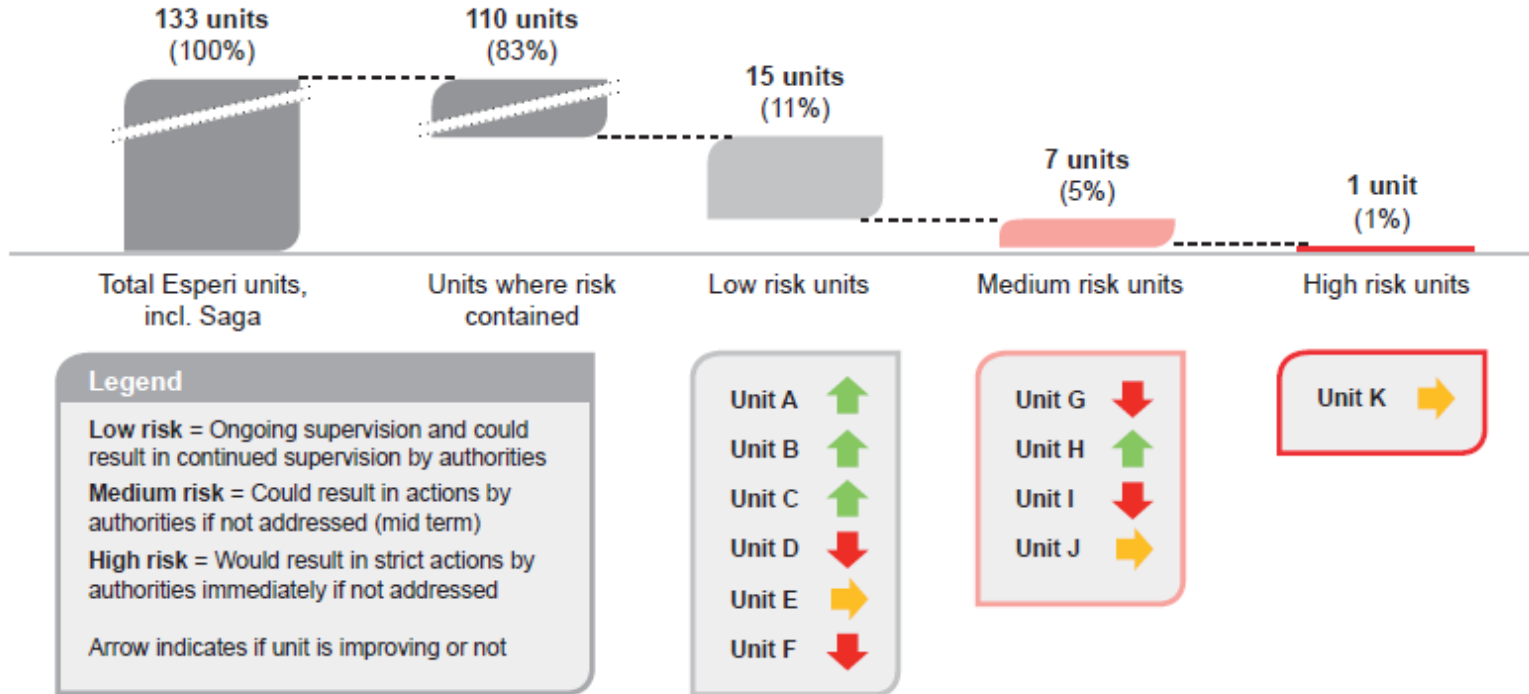 133 units
(100%)
110 units
(83%)
15 units
(11%)
7 units
(5%)
1 unit
(1%)
Total Esperi units,
incl. Saga
Units where risk
contained
Low risk units
Medium risk units
High risk units
Legend
Low risk = Ongoing supervision and could
result in continued supervision by authorities
Medium risk = Could result in actions by
authorities if not addressed (mid term)
High risk = Would result in strict actions by
authorities immediately if not addressed
Arrow indicates if unit is improving or not
Unit A
Unit B
Unit C
Unit D
Unit E
Unit F
Unit G
Unit H
Unit I
Unit J
Unit K